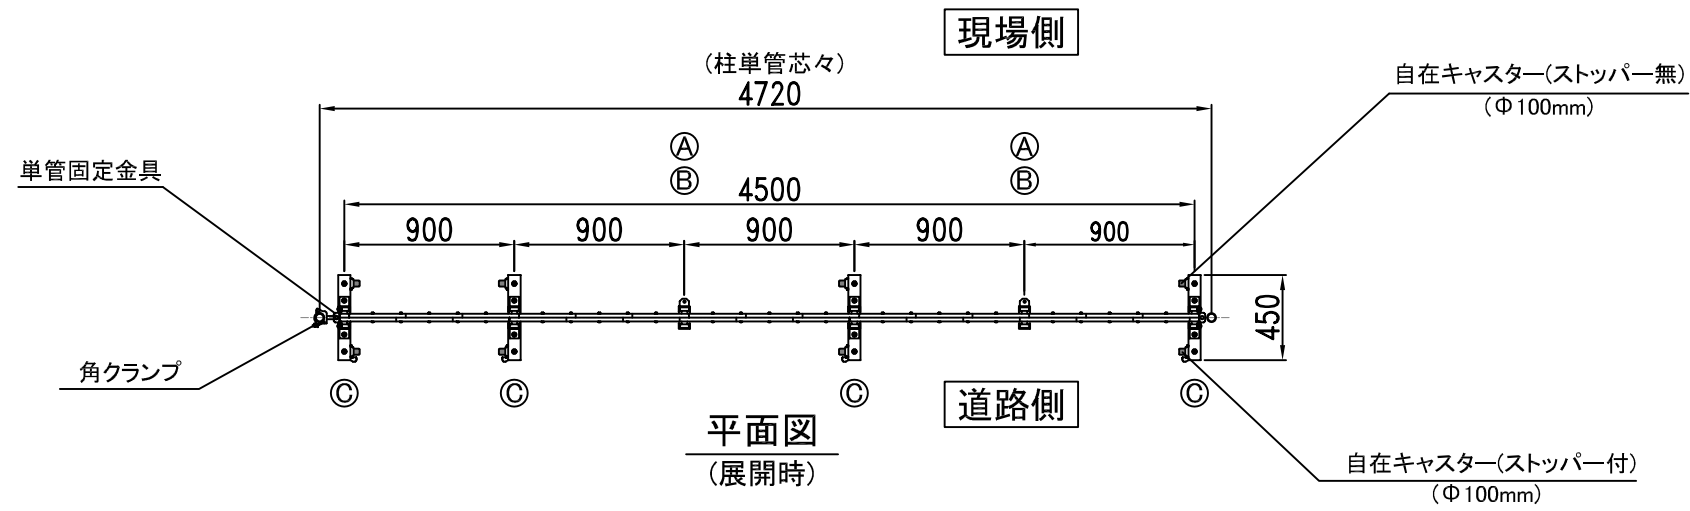 現場側
(柱単管芯々)
4720
自在キャスター(ストッパー無)
(Φ100mm)
Ⓐ Ⓐ
Ⓑ Ⓑ
単管固定金具
4500
900 900 900 900 900
450
角クランプ
Ⓒ Ⓒ Ⓒ Ⓒ
道路側
平面図
(展開時)
自在キャスター(ストッパー付)
(Φ100mm)